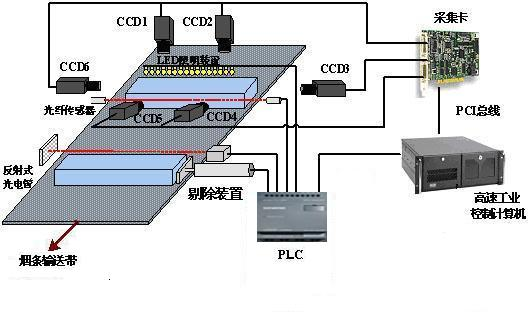 CCD1
CCD2
采集卡
LED照明装置
CCD6
CCD3
光纤传感器
CCD5
CCD4
PCI总线
反射式
光电管
剔除装置
高速工业
控制计算机
PLC
烟条输送带